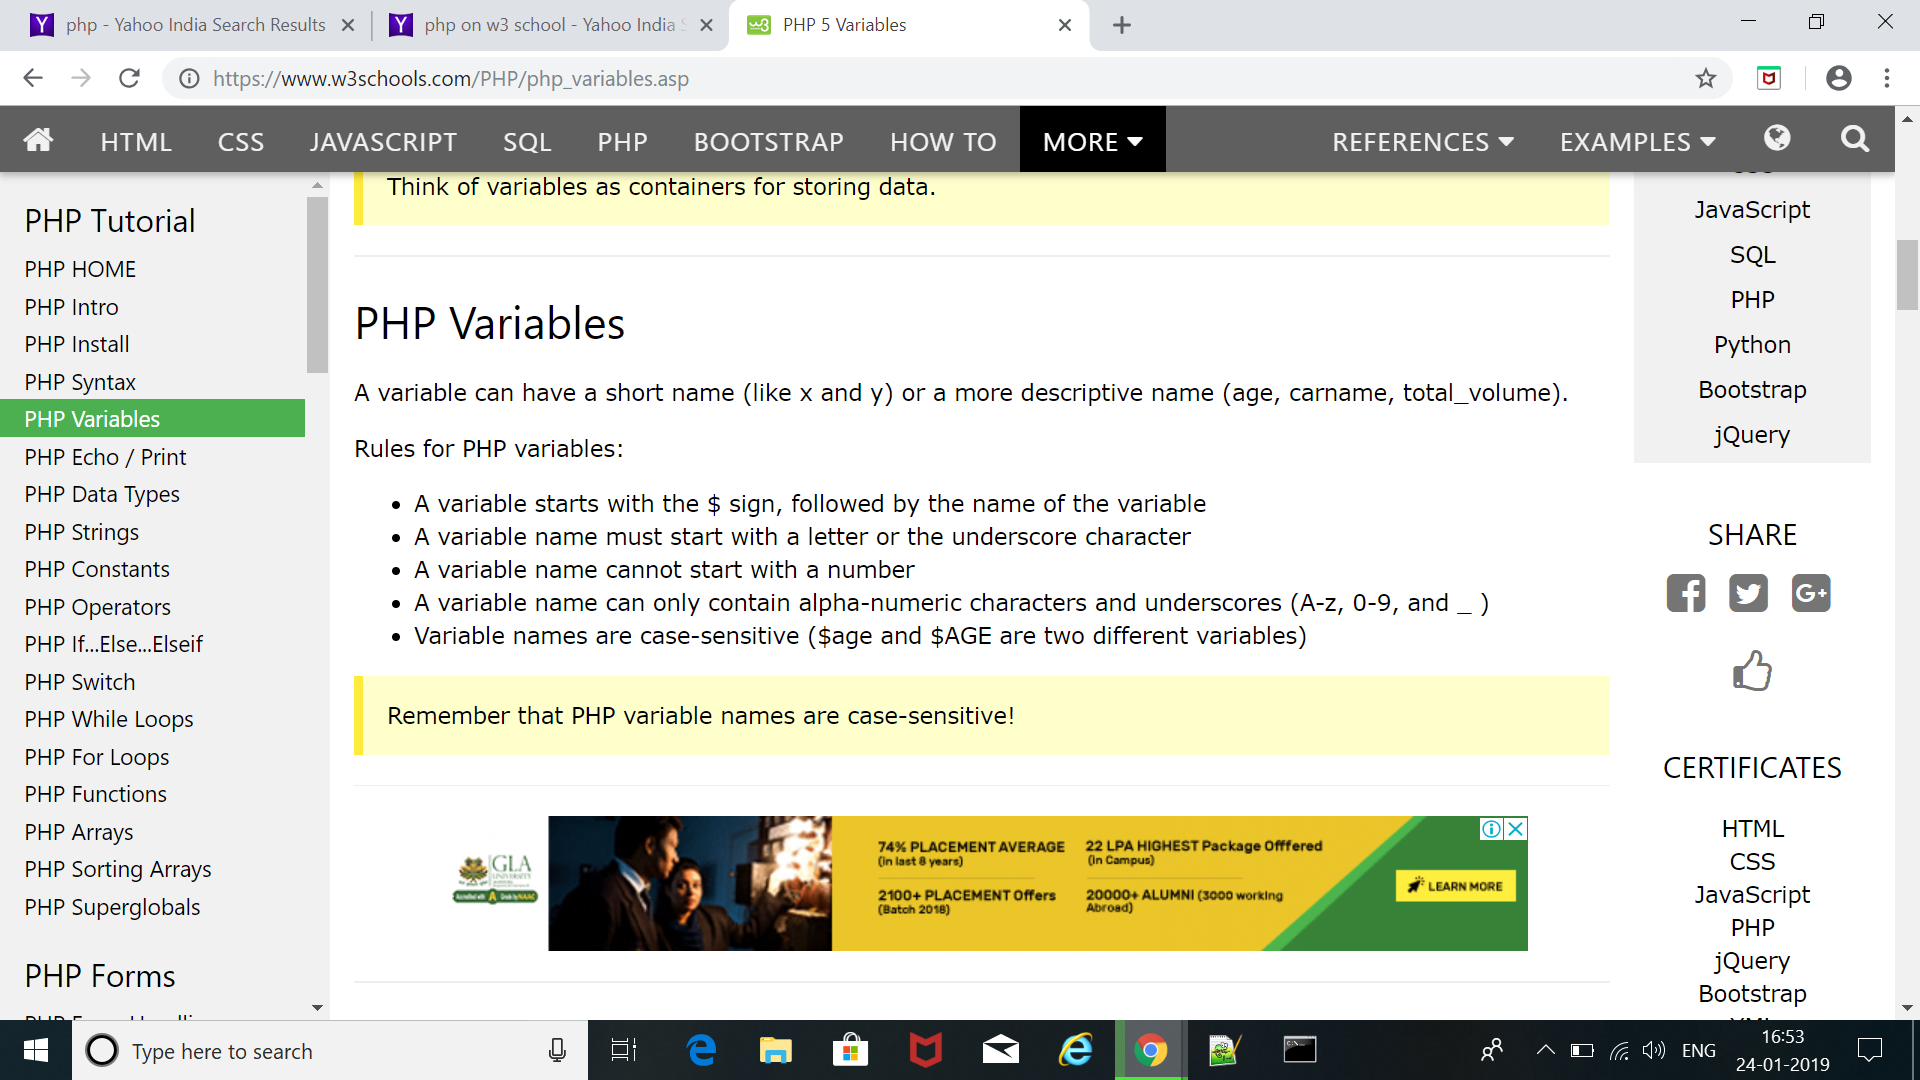 php - Yahoo India Search Results
php on w3 school - Yahoo India S
PHP 5 Variables
https://www.w3schools.com/PHP/php_variables.asp
HTML CSS JAVASCRIPT SQL PHP BOOTSTRAP HOW TO MORE REFERENCES EXAMPLES
PHP Tutorial
PHP HOME
PHP Intro
PHP Install
PHP Syntax
PHP Variables
PHP Echo / Print
PHP Data Types
PHP Strings
PHP Constants
PHP Operators
PHP If...Else...Elseif
PHP Switch
PHP While Loops
PHP For Loops
PHP Functions
PHP Arrays
PHP Sorting Arrays
PHP Superglobals
PHP Forms
Think of variables as containers for storing data.
PHP Variables
A variable can have a short name (like x and y) or a more descriptive name (age, carname, total_volume).
Rules for PHP variables:
• A variable starts with the $ sign, followed by the name of the variable
• A variable name must start with a letter or the underscore character
• A variable name cannot start with a number
• A variable name can only contain alpha-numeric characters and underscores (A-z, 0-9, and _ )
• Variable names are case-sensitive ($age and $AGE are two different variables)
Remember that PHP variable names are case-sensitive!
GLA
UNIVERSITY
Accredited with A Grade by NAAC
74% PLACEMENT AVERAGE
(in last 8 years)
2100+ PLACEMENT Offers
(Batch 2018)
22 LPA HIGHEST Package Offfered
(in Campus)
20000+ ALUMNI (3000 working
Abroad)
LEARN MORE
JavaScript
SQL
PHP
Python
Bootstrap
jQuery
SHARE
CERTIFICATES
HTML
CSS
JavaScript
PHP
jQuery
Bootstrap
Type here to search
ENG
16:53
24-01-2019